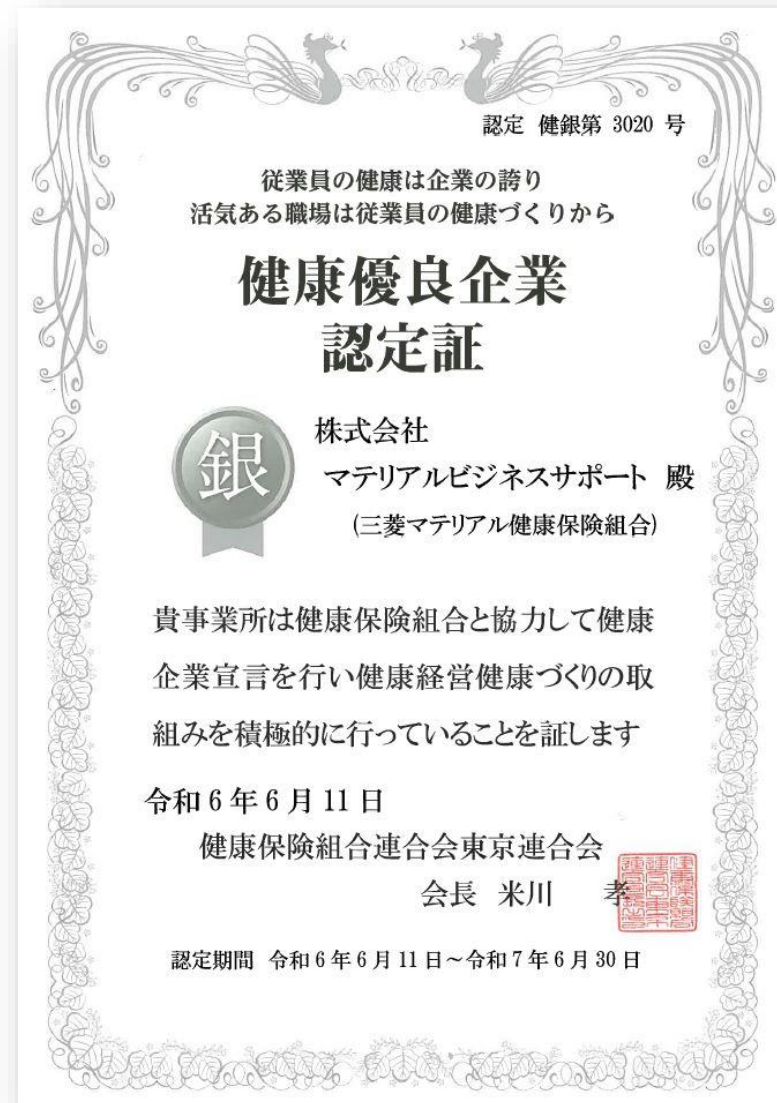 認定 健銀第 3020 号
従業員の健康は企業の誇り
活気ある職場は従業員の健康づくりから
健康優良企業
認定証
銀
株式会社
マテリアルビジネスサポート 殿
(三菱マテリアル健康保険組合)
貴事業所は健康保険組合と協力して健康
企業宣言を行い健康経営健康づくりの取
組みを積極的に行っていることを証します
令和6年6月11日
健康保険組合連合会東京連合会
会長 米川 孝
認定期間 令和6年6月11日～令和7年6月30日